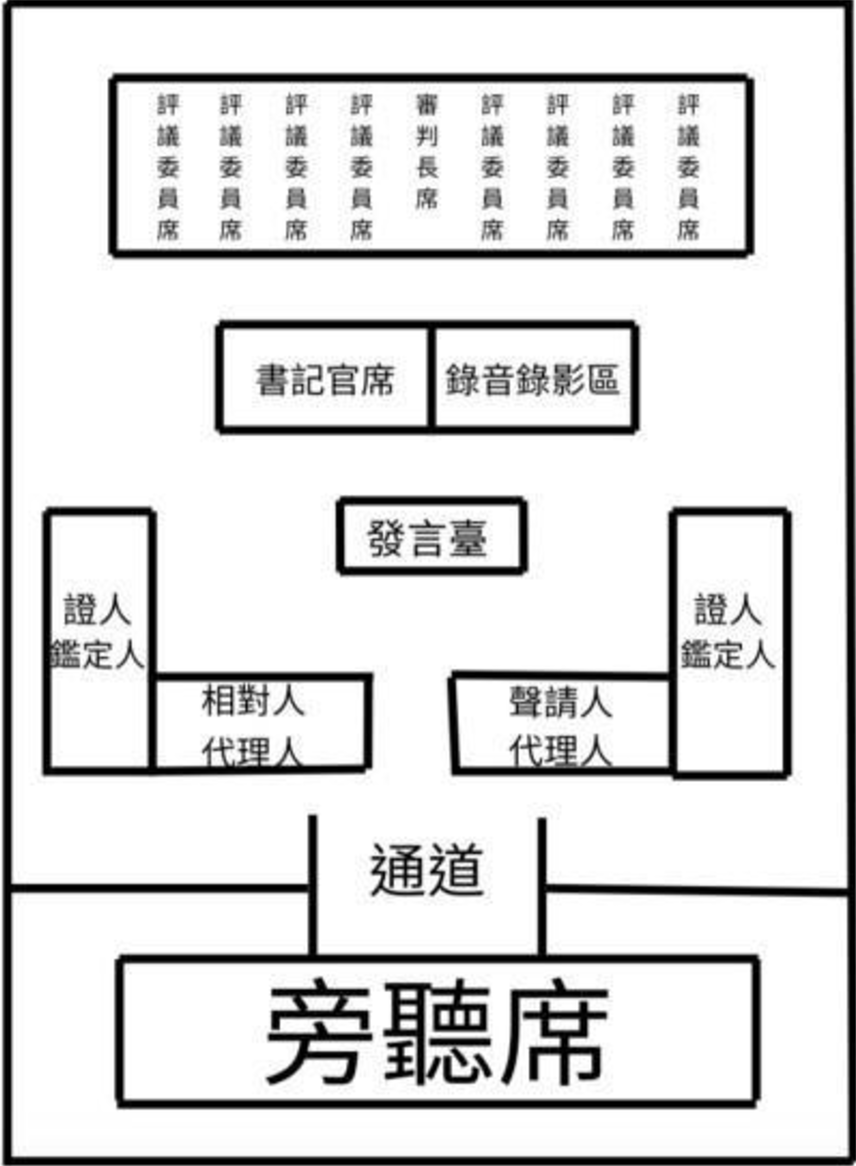 評議委員席
評議委員席
評議委員席
評議委員席
審判長席
評議委員席
評議委員席
評議委員席
評議委員席
書記官席
錄音錄影區
發言臺
證人
鑑定人
相對人
代理人
聲請人
代理人
證人
鑑定人
通道
旁聽席